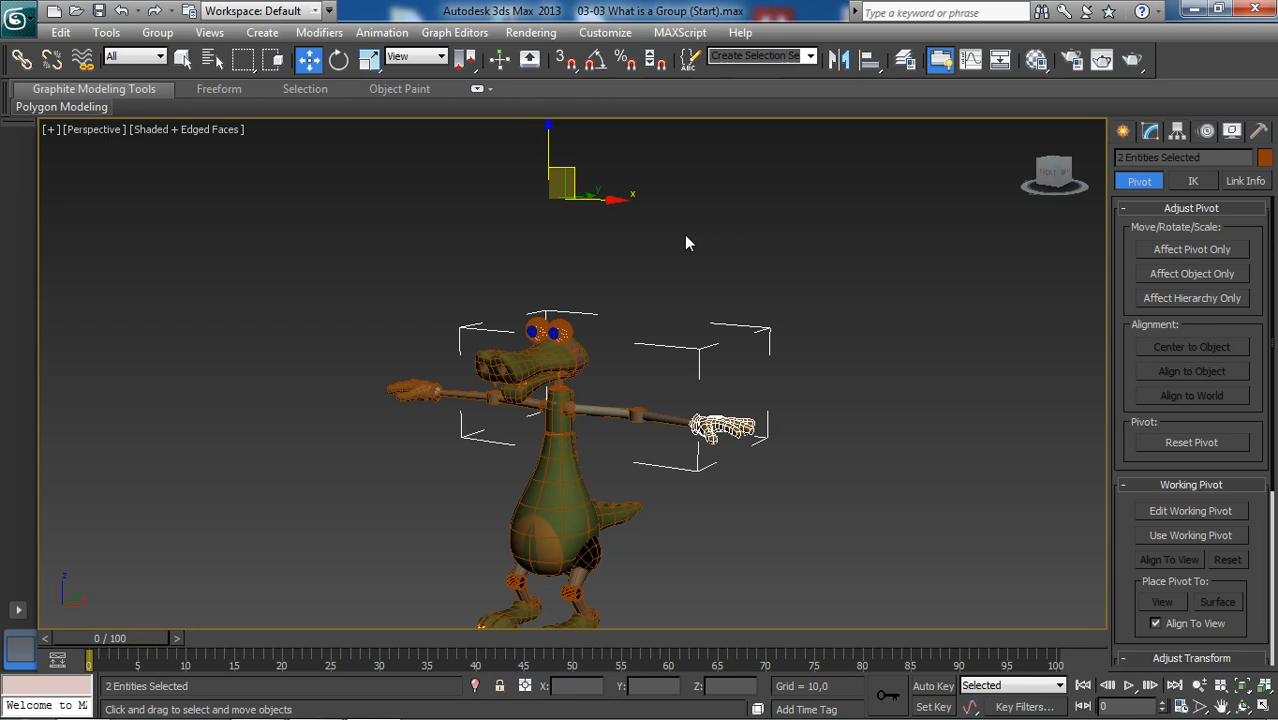 Workspace: Default
Autodesk 3ds Max 2013 03-03 What is a Group (Start).max
Type a keyword or phrase
Edit Tools Group Views Create Modifiers Animation Graph Editors Rendering Customize MAXScript Help
All
View
Create Selection Se
Graphite Modeling Tools Freeform Selection Object Paint
Polygon Modeling
[+] [Perspective] [Shaded + Edged Faces]
2 Entities Selected
Pivot IK Link Info
- Adjust Pivot
Move/Rotate/Scale:
Affect Pivot Only
Affect Object Only
Affect Hierarchy Only
Alignment:
Center to Object
Align to Object
Align to World
Pivot:
Reset Pivot
- Working Pivot
Edit Working Pivot
Use Working Pivot
Align To View Reset
Place Pivot To:
View Surface
Align To View
- Adjust Transform
z
y
x
z
< 0 / 100 >
0 5 10 15 20 25 30 35 40 45 50 55 60 65 70 75 80 85 90 95 100
2 Entities Selected X: Y: Z: Grid = 10,0 Auto Key Selected
Welcome to M Click and drag to select and move objects Add Time Tag Set Key Key Filters... 0